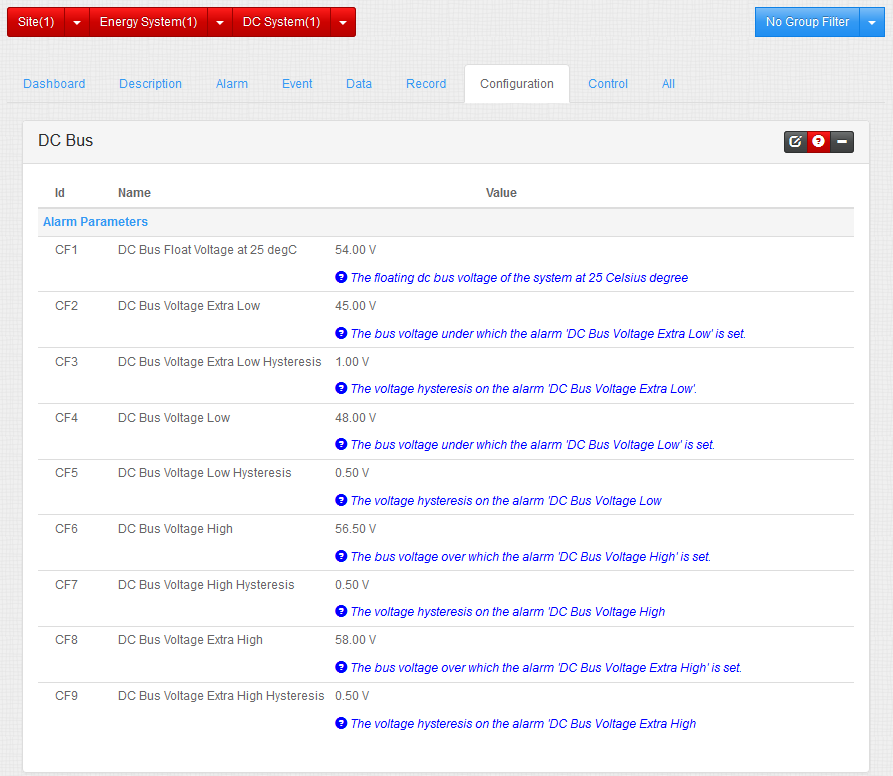 Site(1) Energy System(1) DC System(1) No Group Filter
Dashboard Description Alarm Event Data Record Configuration Control All
DC Bus
Id Name Value
Alarm Parameters
CF1 DC Bus Float Voltage at 25 degC 54.00 V
The floating dc bus voltage of the system at 25 Celsius degree
CF2 DC Bus Voltage Extra Low 45.00 V
The bus voltage under which the alarm 'DC Bus Voltage Extra Low' is set.
CF3 DC Bus Voltage Extra Low Hysteresis 1.00 V
The voltage hysteresis on the alarm 'DC Bus Voltage Extra Low'.
CF4 DC Bus Voltage Low 48.00 V
The bus voltage under which the alarm 'DC Bus Voltage Low' is set.
CF5 DC Bus Voltage Low Hysteresis 0.50 V
The voltage hysteresis on the alarm 'DC Bus Voltage Low
CF6 DC Bus Voltage High 56.50 V
The bus voltage over which the alarm 'DC Bus Voltage High' is set.
CF7 DC Bus Voltage High Hysteresis 0.50 V
The voltage hysteresis on the alarm 'DC Bus Voltage High
CF8 DC Bus Voltage Extra High 58.00 V
The bus voltage over which the alarm 'DC Bus Voltage Extra High' is set.
CF9 DC Bus Voltage Extra High Hysteresis 0.50 V
The voltage hysteresis on the alarm 'DC Bus Voltage Extra High